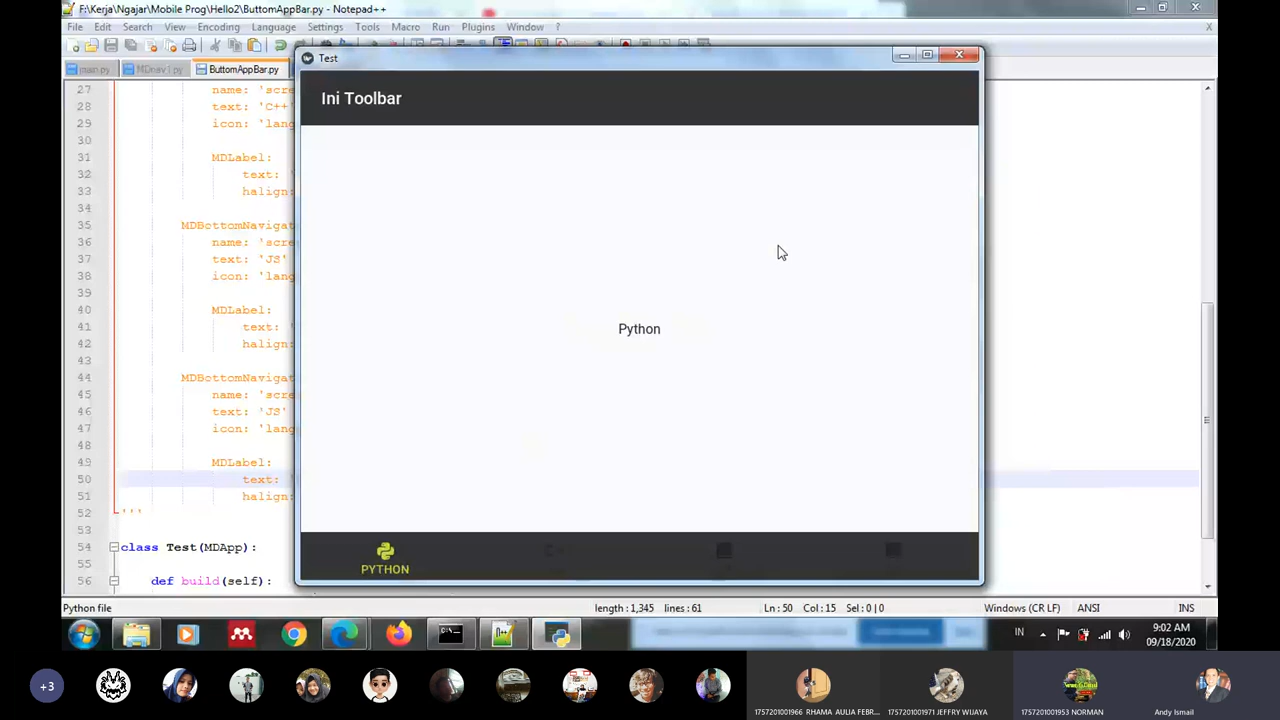 F:\Kerja\Ngajar\Mobile Prog\Hello2\ButtomAppBar.py - Notepad++
File Edit Search View Encoding Language Settings Tools Macro Run Plugins Window ? X
main.py MDnav1.py ButtomAppBar.py
Test
Ini Toolbar
Python
PYTHON
27 name: 'scre
28 text: 'C++'
29 icon: 'lang
30
31 MDLabel:
32 text: '
33 halign:
34
35 MDBottomNavigat
36 name: 'scre
37 text: 'JS'
38 icon: 'lang
39
40 MDLabel:
41 text: '
42 halign:
43
44 MDBottomNavigat
45 name: 'scre
46 text: 'JS'
47 icon: 'lang
48
49 MDLabel:
50 text: '
51 halign:
52 '''
53
54 class Test(MDApp):
55
56 def build(self):
Python file length : 1,345 lines : 61 Ln : 50 Col : 15 Sel : 0 | 0 Windows (CR LF) ANSI INS
IN 9:02 AM
09/18/2020
+3
1757201001966 RHAMA AULIA FEBR... 1757201001971 JEFFRY WIJAYA 1757201001953 NORMAN Andy Ismail